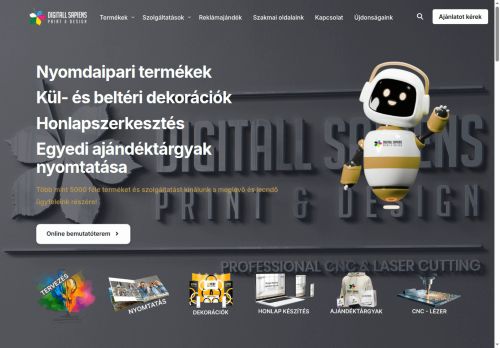 DIGITALL SAPIENS
PRINT & DESIGN
Termékek
Szolgáltatások
Reklámajándék
Szakmai oldalaink
Kapcsolat
Újdonságaink
Ajánlatot kérek
Nyomdaipari termékek
Kül- és beltéri dekorációk
Honlapszerkesztés
Egyedi ajándéktárgyak
nyomtatása
Több mint 5000 féle terméket és szolgáltatást kínálunk a meglévő és leendő
ügyfeleink részére!
Online bemutatóterem
DIGITALL SAPIENS
PRINT & DESIGN
PROFESSIONAL CNC & LASER CUTTING
TERVEZÉS
NYOMTATÁS
DEKORÁCIÓK
HONLAP KÉSZÍTÉS
AJÁNDÉKTÁRGYAK
CNC - LÉZER